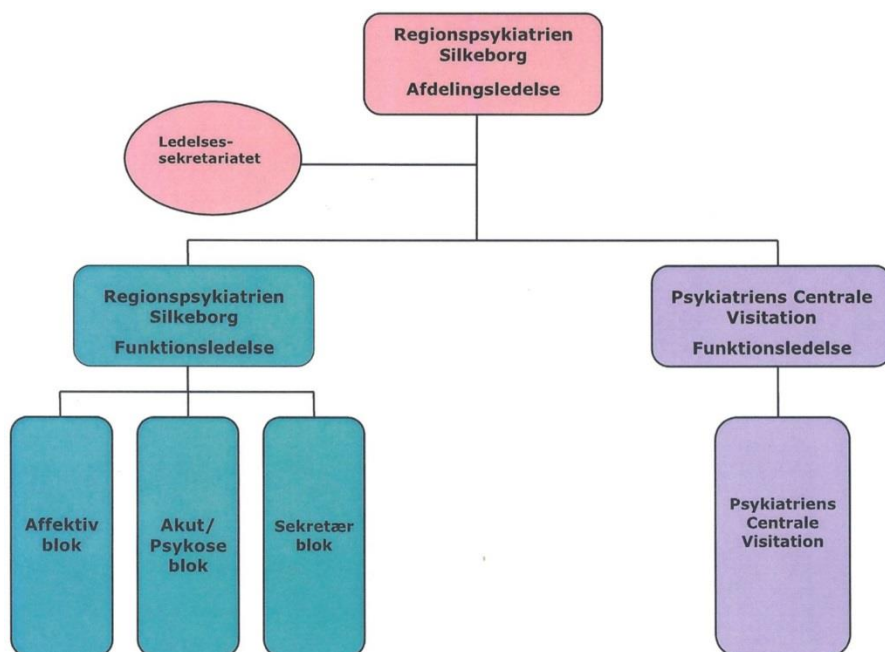 Regionspsykiatrien
Silkeborg
Afdelingsledelse
Ledelses-
sekretariatet
Regionspsykiatrien
Silkeborg
Funktionsledelse
Psykiatriens Centrale
Visitation
Funktionsledelse
Affektiv
blok
Akut/
Psykose
blok
Sekretær
blok
Psykiatriens
Centrale
Visitation